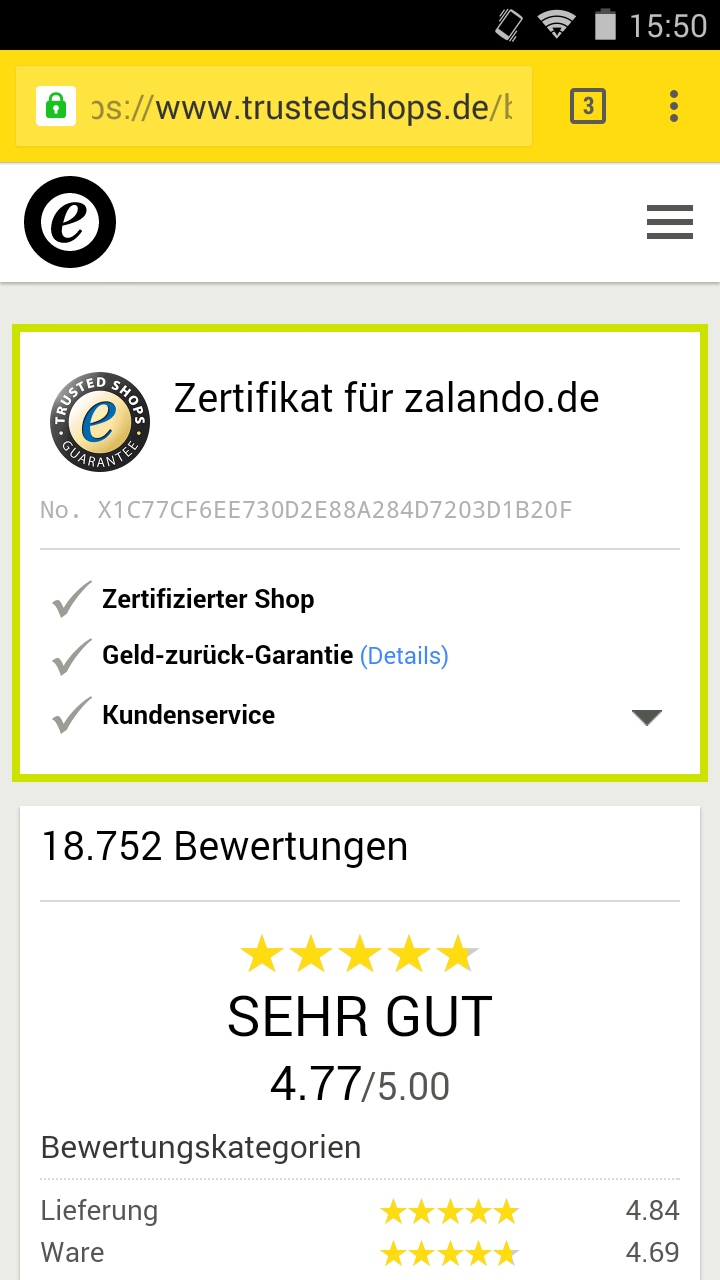 15:50
ps://www.trustedshops.de/b
3
e
TRUSTED SHOPS
e
GUARANTEE
Zertifikat für zalando.de
No. X1C77CF6EE730D2E88A284D7203D1B20F
Zertifizierter Shop
Geld-zurück-Garantie (Details)
Kundenservice
18.752 Bewertungen
SEHR GUT
4.77/5.00
Bewertungskategorien
Lieferung 4.84
Ware 4.69